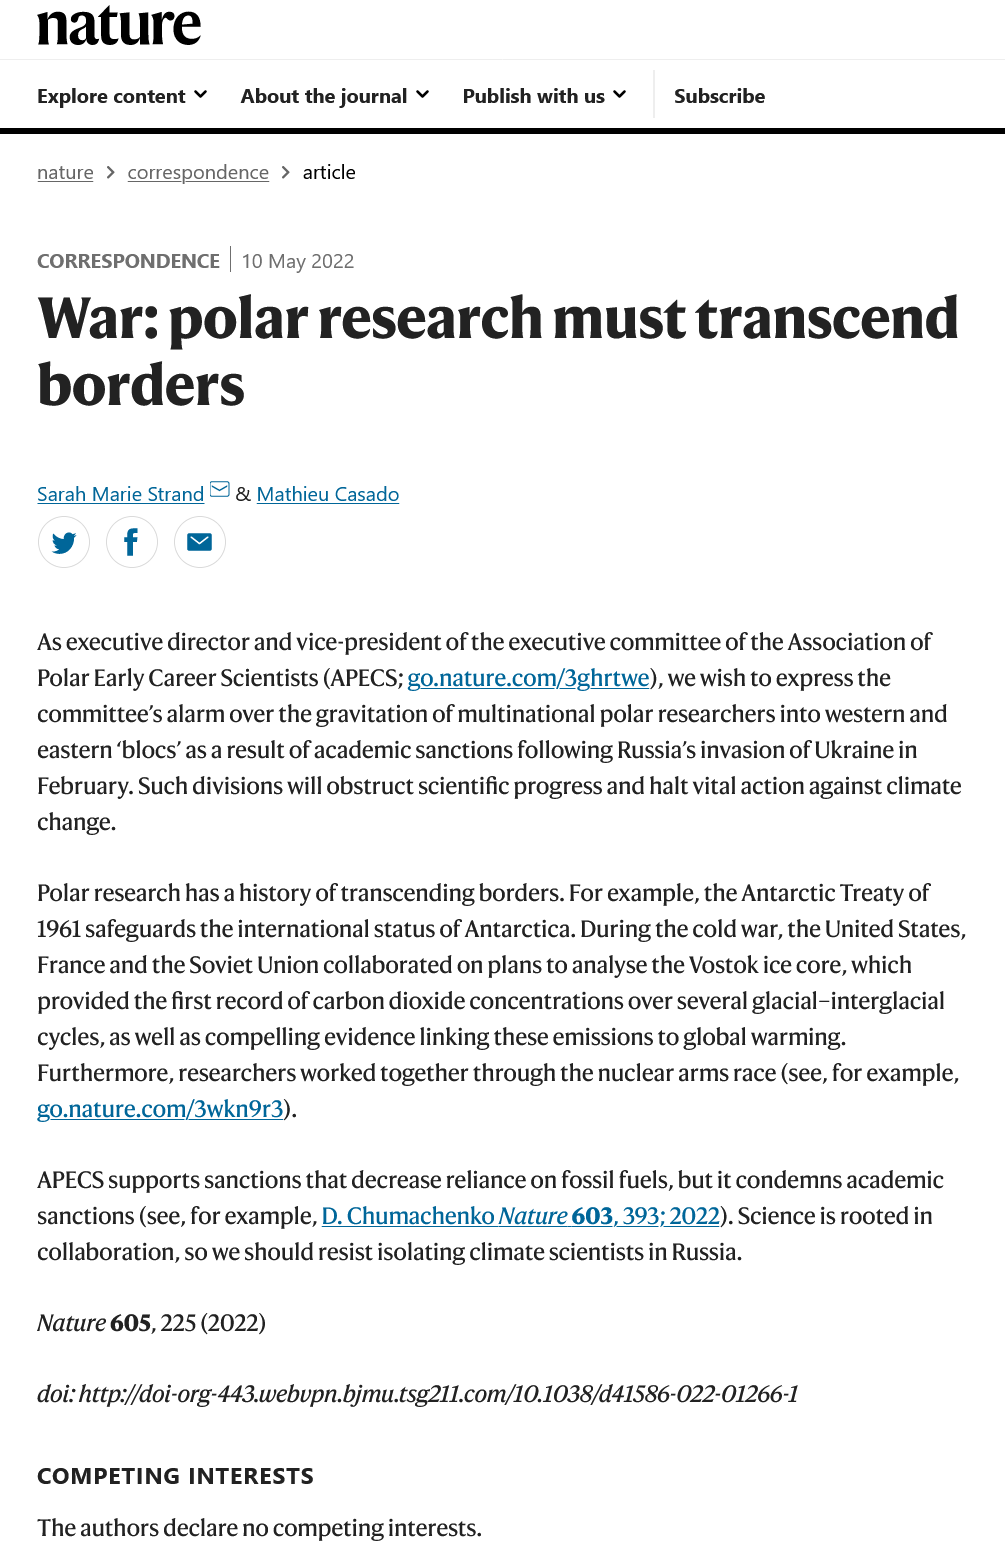 nature
Explore content
About the journal
Publish with us
Subscribe
nature > correspondence > article
CORRESPONDENCE | 10 May 2022
War: polar research must transcend
borders
Sarah Marie Strand & Mathieu Casado
As executive director and vice-president of the executive committee of the Association of
Polar Early Career Scientists (APECS; go.nature.com/3ghrtwe), we wish to express the
committee’s alarm over the gravitation of multinational polar researchers into western and
eastern ‘blocs’ as a result of academic sanctions following Russia’s invasion of Ukraine in
February. Such divisions will obstruct scientific progress and halt vital action against climate
change.
Polar research has a history of transcending borders. For example, the Antarctic Treaty of
1961 safeguards the international status of Antarctica. During the cold war, the United States,
France and the Soviet Union collaborated on plans to analyse the Vostok ice core, which
provided the first record of carbon dioxide concentrations over several glacial–interglacial
cycles, as well as compelling evidence linking these emissions to global warming.
Furthermore, researchers worked together through the nuclear arms race (see, for example,
go.nature.com/3wkn9r3).
APECS supports sanctions that decrease reliance on fossil fuels, but it condemns academic
sanctions (see, for example, D. Chumachenko Nature 603, 393; 2022). Science is rooted in
collaboration, so we should resist isolating climate scientists in Russia.
Nature 605, 225 (2022)
doi: http://doi-org-443.webvpn.bjmu.tsg211.com/10.1038/d41586-022-01266-1
COMPETING INTERESTS
The authors declare no competing interests.